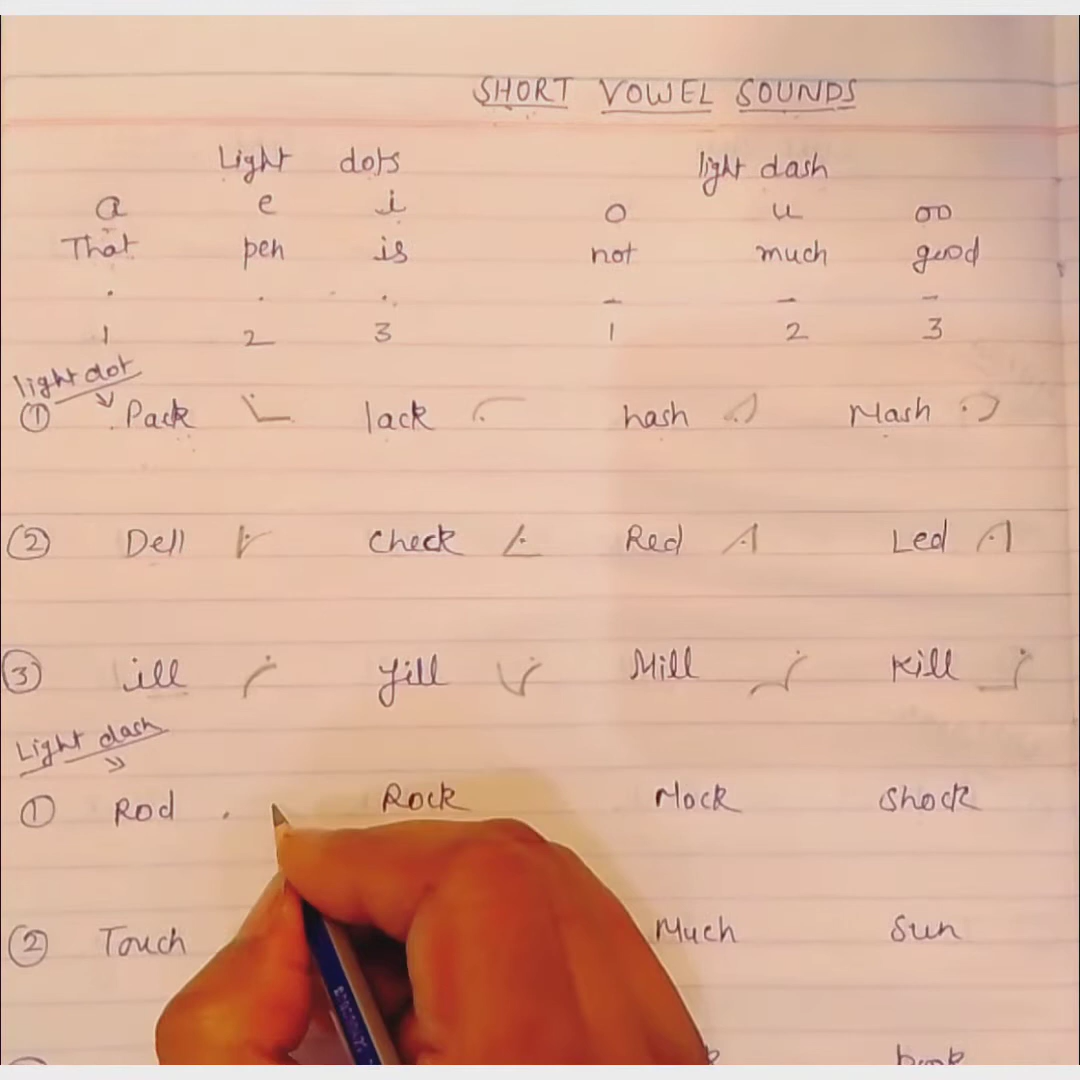 SHORT VOWEL SOUNDS
Light dots light dash
a e i o u oo
That pen is not much good
1 2 3 1 2 3
light dot
① Pack lack hash Mash
② Dell check Red Led
③ ill Jill Mill Kill
Light dash
① Rod Rock Mock Shock
② Touch Much Sun